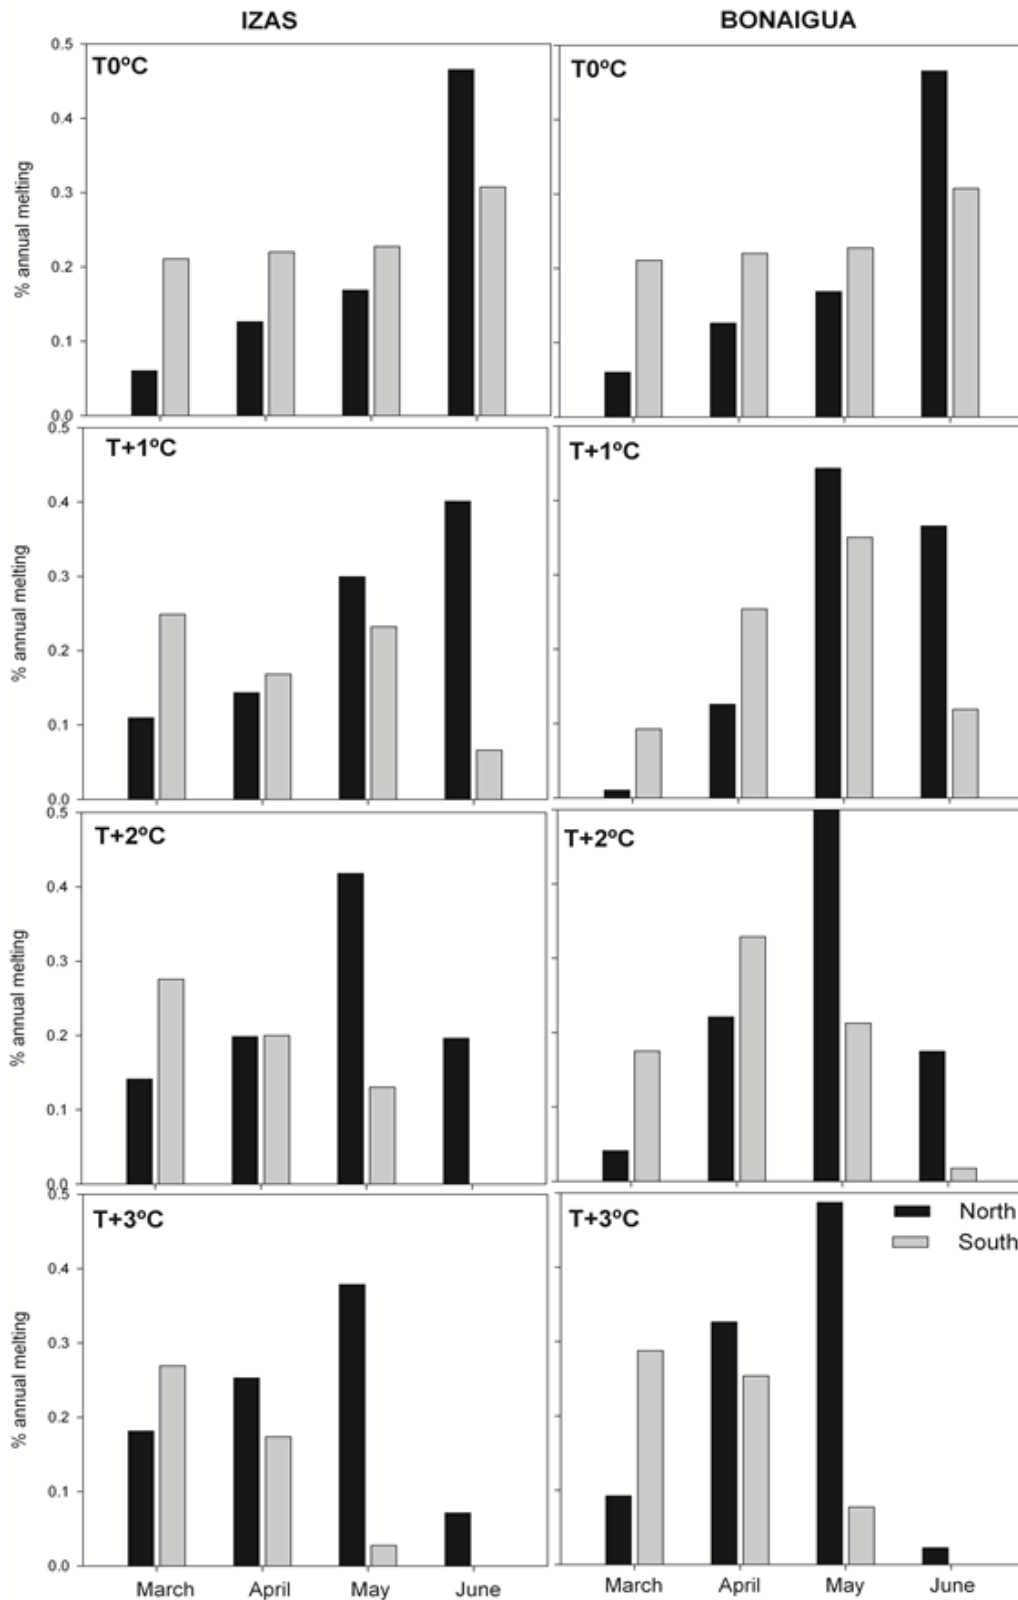 IZAS
BONAIGUA
T0ºC
0.5
0.4
0.3
0.2
0.1
0.0
% annual melting
T0ºC
T+1ºC
0.5
0.4
0.3
0.2
0.1
0.0
% annual melting
T+1ºC
T+2ºC
0.5
0.4
0.3
0.2
0.1
0.0
% annual melting
T+2ºC
T+3ºC
0.5
0.4
0.3
0.2
0.1
0.0
% annual melting
March April May June
T+3ºC
North
South
March April May June